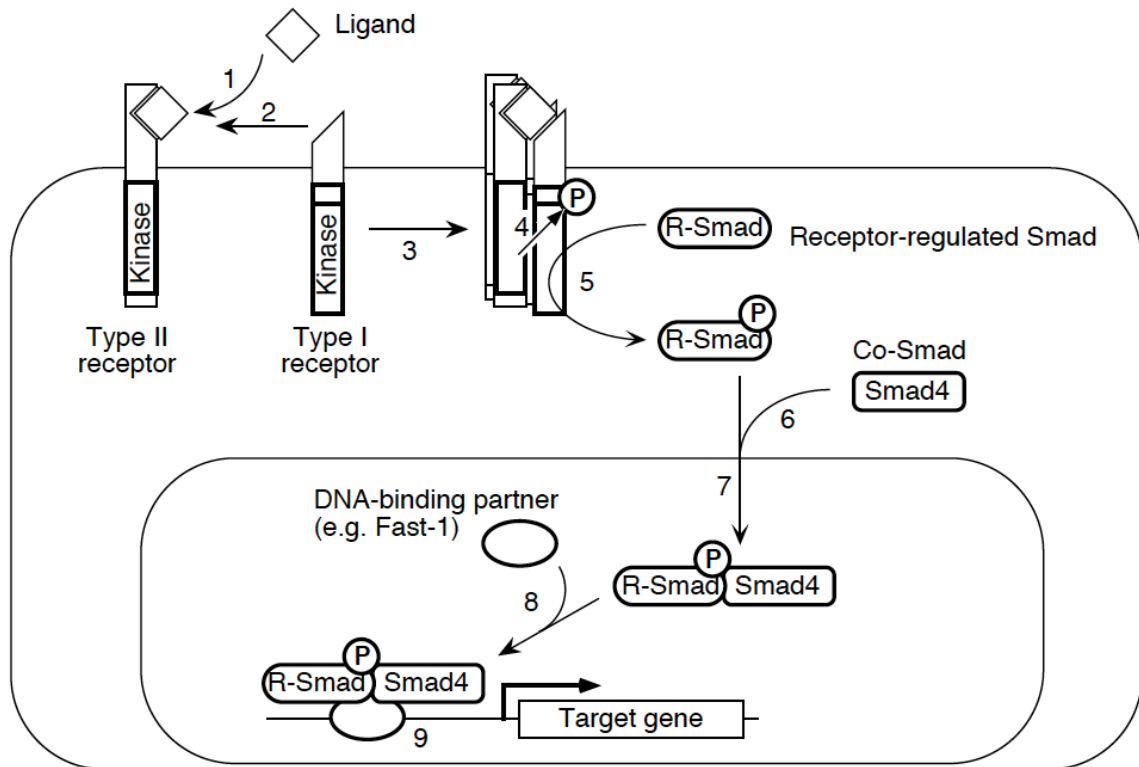 Ligand
1
2
P
Kinase
Kinase
4
R-Smad
Receptor-regulated Smad
3
5
P
R-Smad
Type II
receptor
Type I
receptor
Co-Smad
Smad4
6
7
DNA-binding partner
(e.g. Fast-1)
P
R-Smad
Smad4
8
P
R-Smad
Smad4
Target gene
9